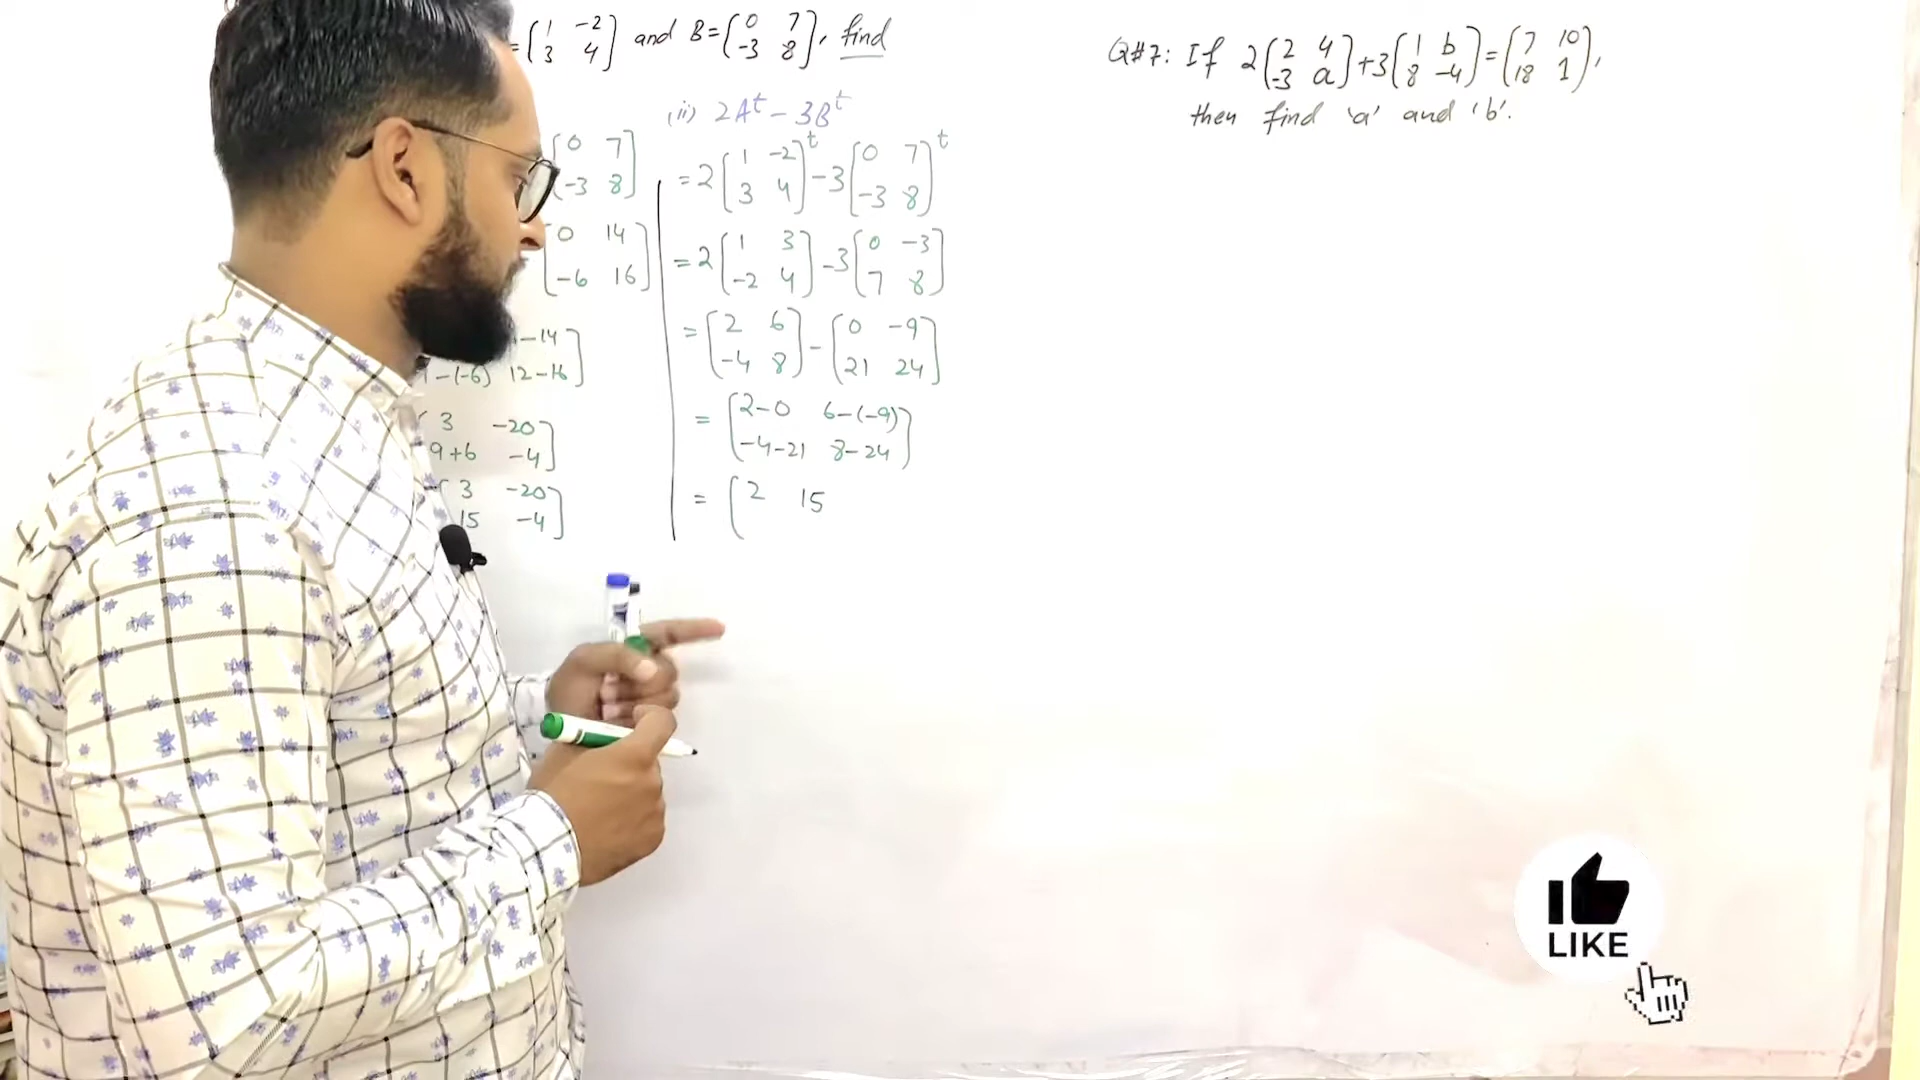 = [1 -2
3 4] and B = [0 7
-3 8], find
[0 7
-3 8]
0 14
-6 16]
-14
-(-6) 12-16]
3 -20
9+6 -4]
3 -20
15 -4]
(ii) 2Aᵗ - 3Bᵗ
= 2 [1 -2
3 4]ᵗ - 3 [0 7
-3 8]ᵗ
= 2 [1 3
-2 4] - 3 [0 -3
7 8]
= [2 6
-4 8] - [0 -9
21 24]
= [2-0 6-(-9)
-4-21 8-24]
= [2 15
Q#7: If 2 [2 4
-3 a] + 3 [1 b
8 -4] = [7 10
18 1],
then find 'a' and 'b'.
LIKE